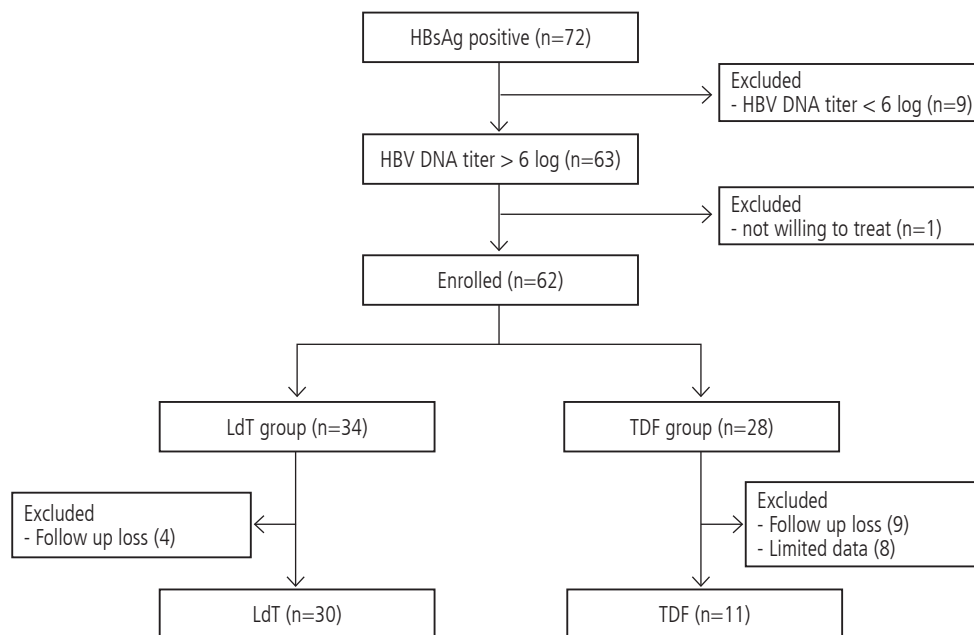 HBsAg positive (n=72)
Excluded
- HBV DNA titer < 6 log (n=9)
HBV DNA titer > 6 log (n=63)
Excluded
- not willing to treat (n=1)
Enrolled (n=62)
LdT group (n=34)
TDF group (n=28)
Excluded
- Follow up loss (4)
Excluded
- Follow up loss (9)
- Limited data (8)
LdT (n=30)
TDF (n=11)